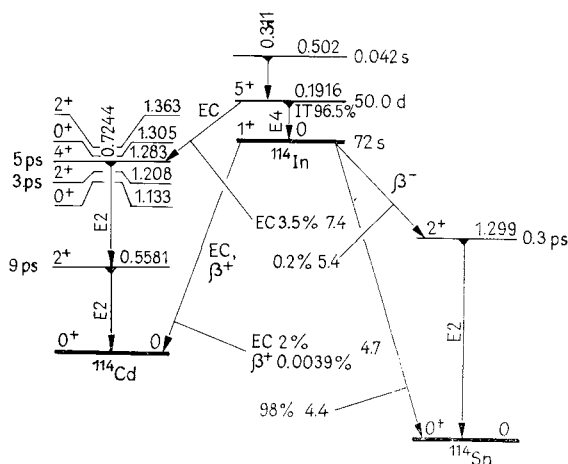 0.311
0.502
0.042 s
5+
0.1916
50.0 d
EC
E4
IT96.5%
1+
0
72 s
114In
2+
1.363
0+
1.305
0.7244
4+
1.283
5 ps
2+
1.208
3 ps
0+
1.133
E2
9 ps
2+
0.5581
E2
0+
0
114Cd
EC 3.5% 7.4
EC,
β+
β−
0.2% 5.4
2+
1.299
0.3 ps
E2
EC 2%
β+ 0.0039%
4.7
98% 4.4
0+
0
114Sn